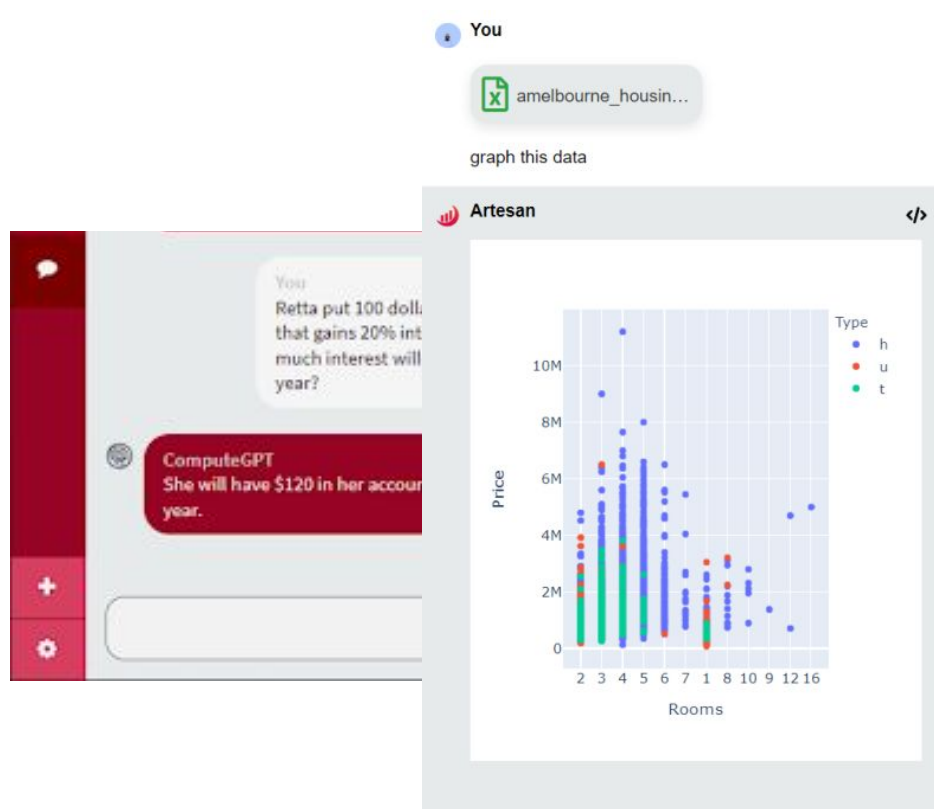 You
Retta put 100 dolla
that gains 20% int
much interest will
year?
ComputeGPT
She will have $120 in her accour
year.
You
amelbourne_housin...
graph this data
Artesan
</>
Type
h
u
t
10M
8M
6M
4M
2M
0
Price
2 3 4 5 6 7 1 8 10 9 12 16
Rooms